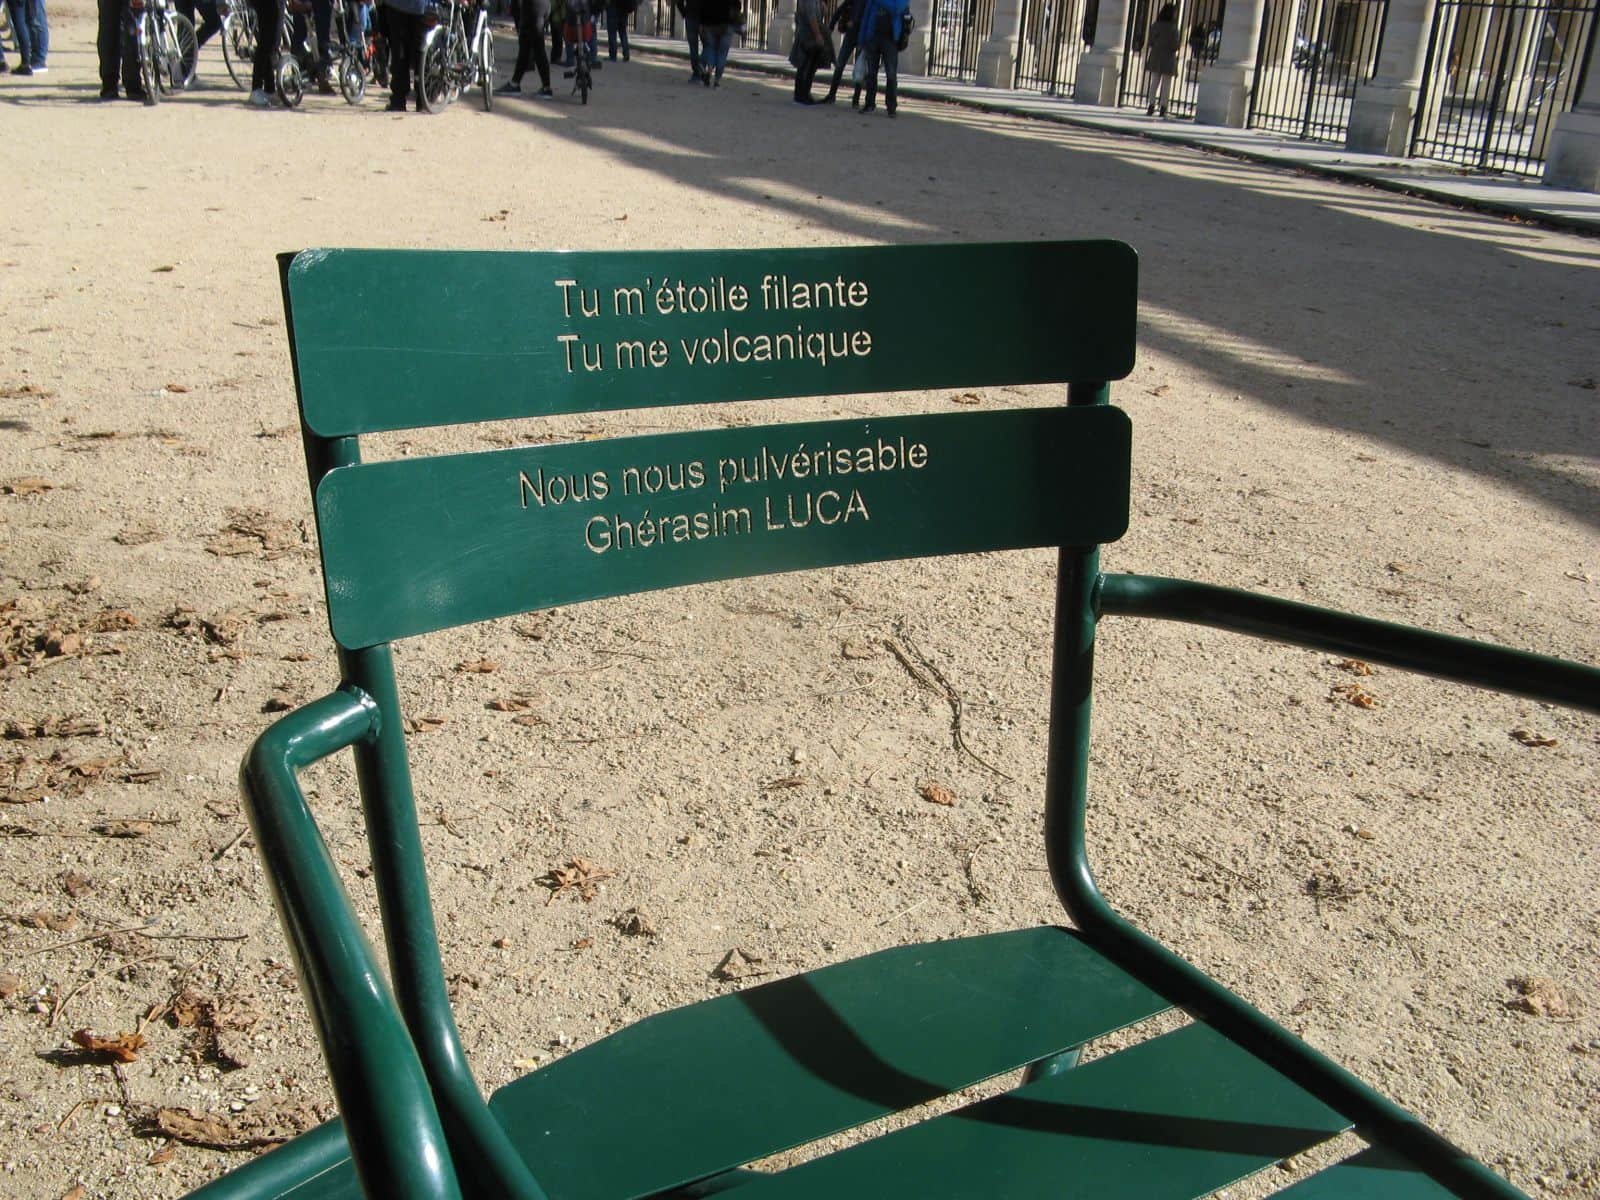 Tu m'étoile filante
Tu me volcanique
Nous nous pulvérisable
Ghérasim LUCA